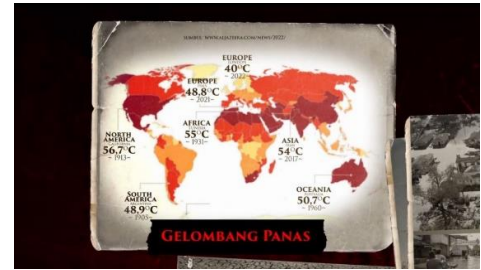 EUROPE
40°C
~ 2022~
EUROPE
48.8°C
~ 2021~
AFRICA
55°C
~ 1931~
NORTH
AMERICA
56,7°C
~ 1913~
ASIA
54°C
~ 2017~
SOUTH
AMERICA
48.9°C
~ 1905~
OCEANIA
50,7°C
~ 1960~
GELOMBANG PANAS